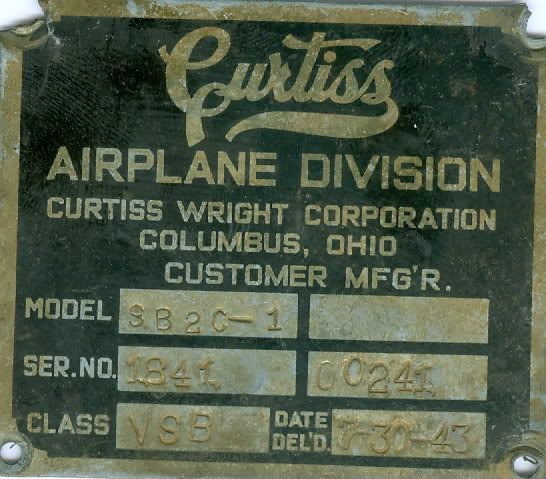 Curtiss
AIRPLANE DIVISION
CURTISS WRIGHT CORPORATION
COLUMBUS, OHIO
CUSTOMER MFG'R.
MODEL SB2C-1
SER.NO. 1841 00241
CLASS VSB DATE DEL'D. 7-30-43